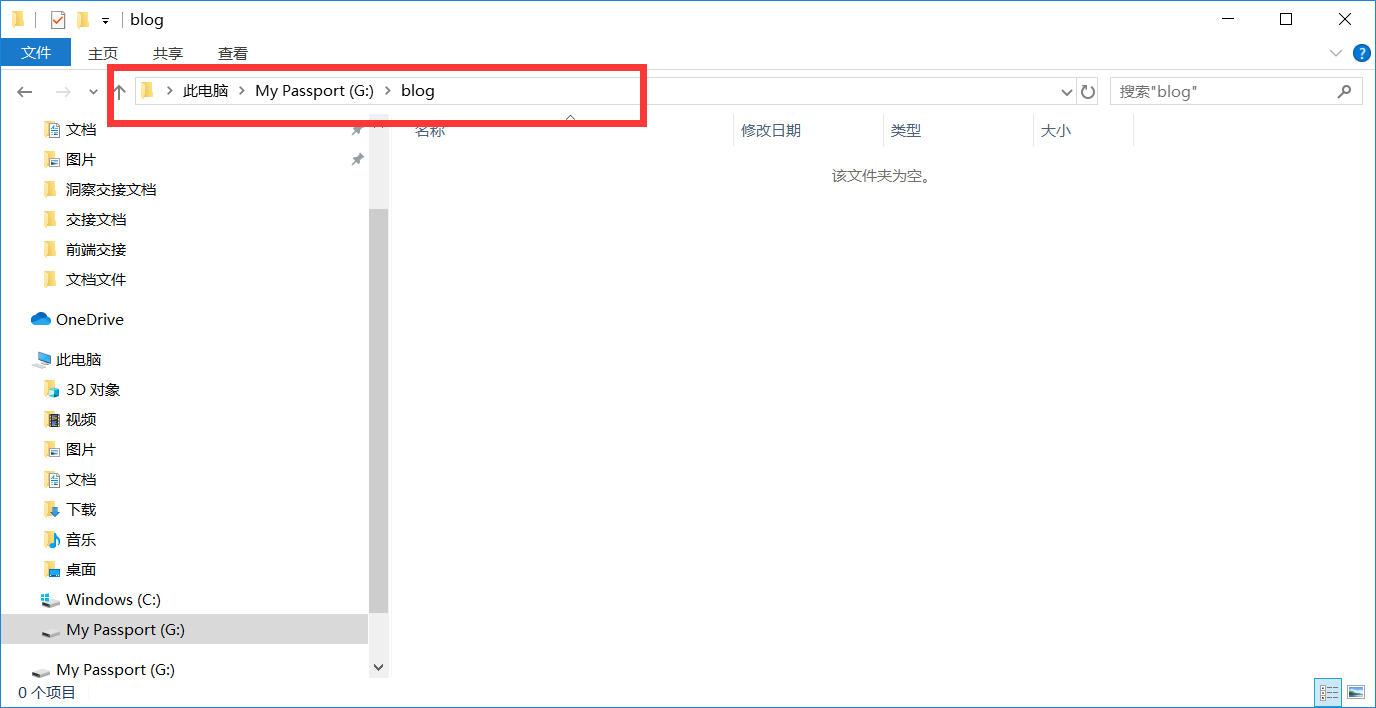 blog
文件 主页 共享 查看
此电脑 My Passport (G:) blog
搜索"blog"
名称 修改日期 类型 大小
该文件夹为空。
文档
图片
洞察交接文档
交接文档
前端交接
文档文件
OneDrive
此电脑
3D 对象
视频
图片
文档
下载
音乐
桌面
Windows (C:)
My Passport (G:)
My Passport (G:)
0 个项目